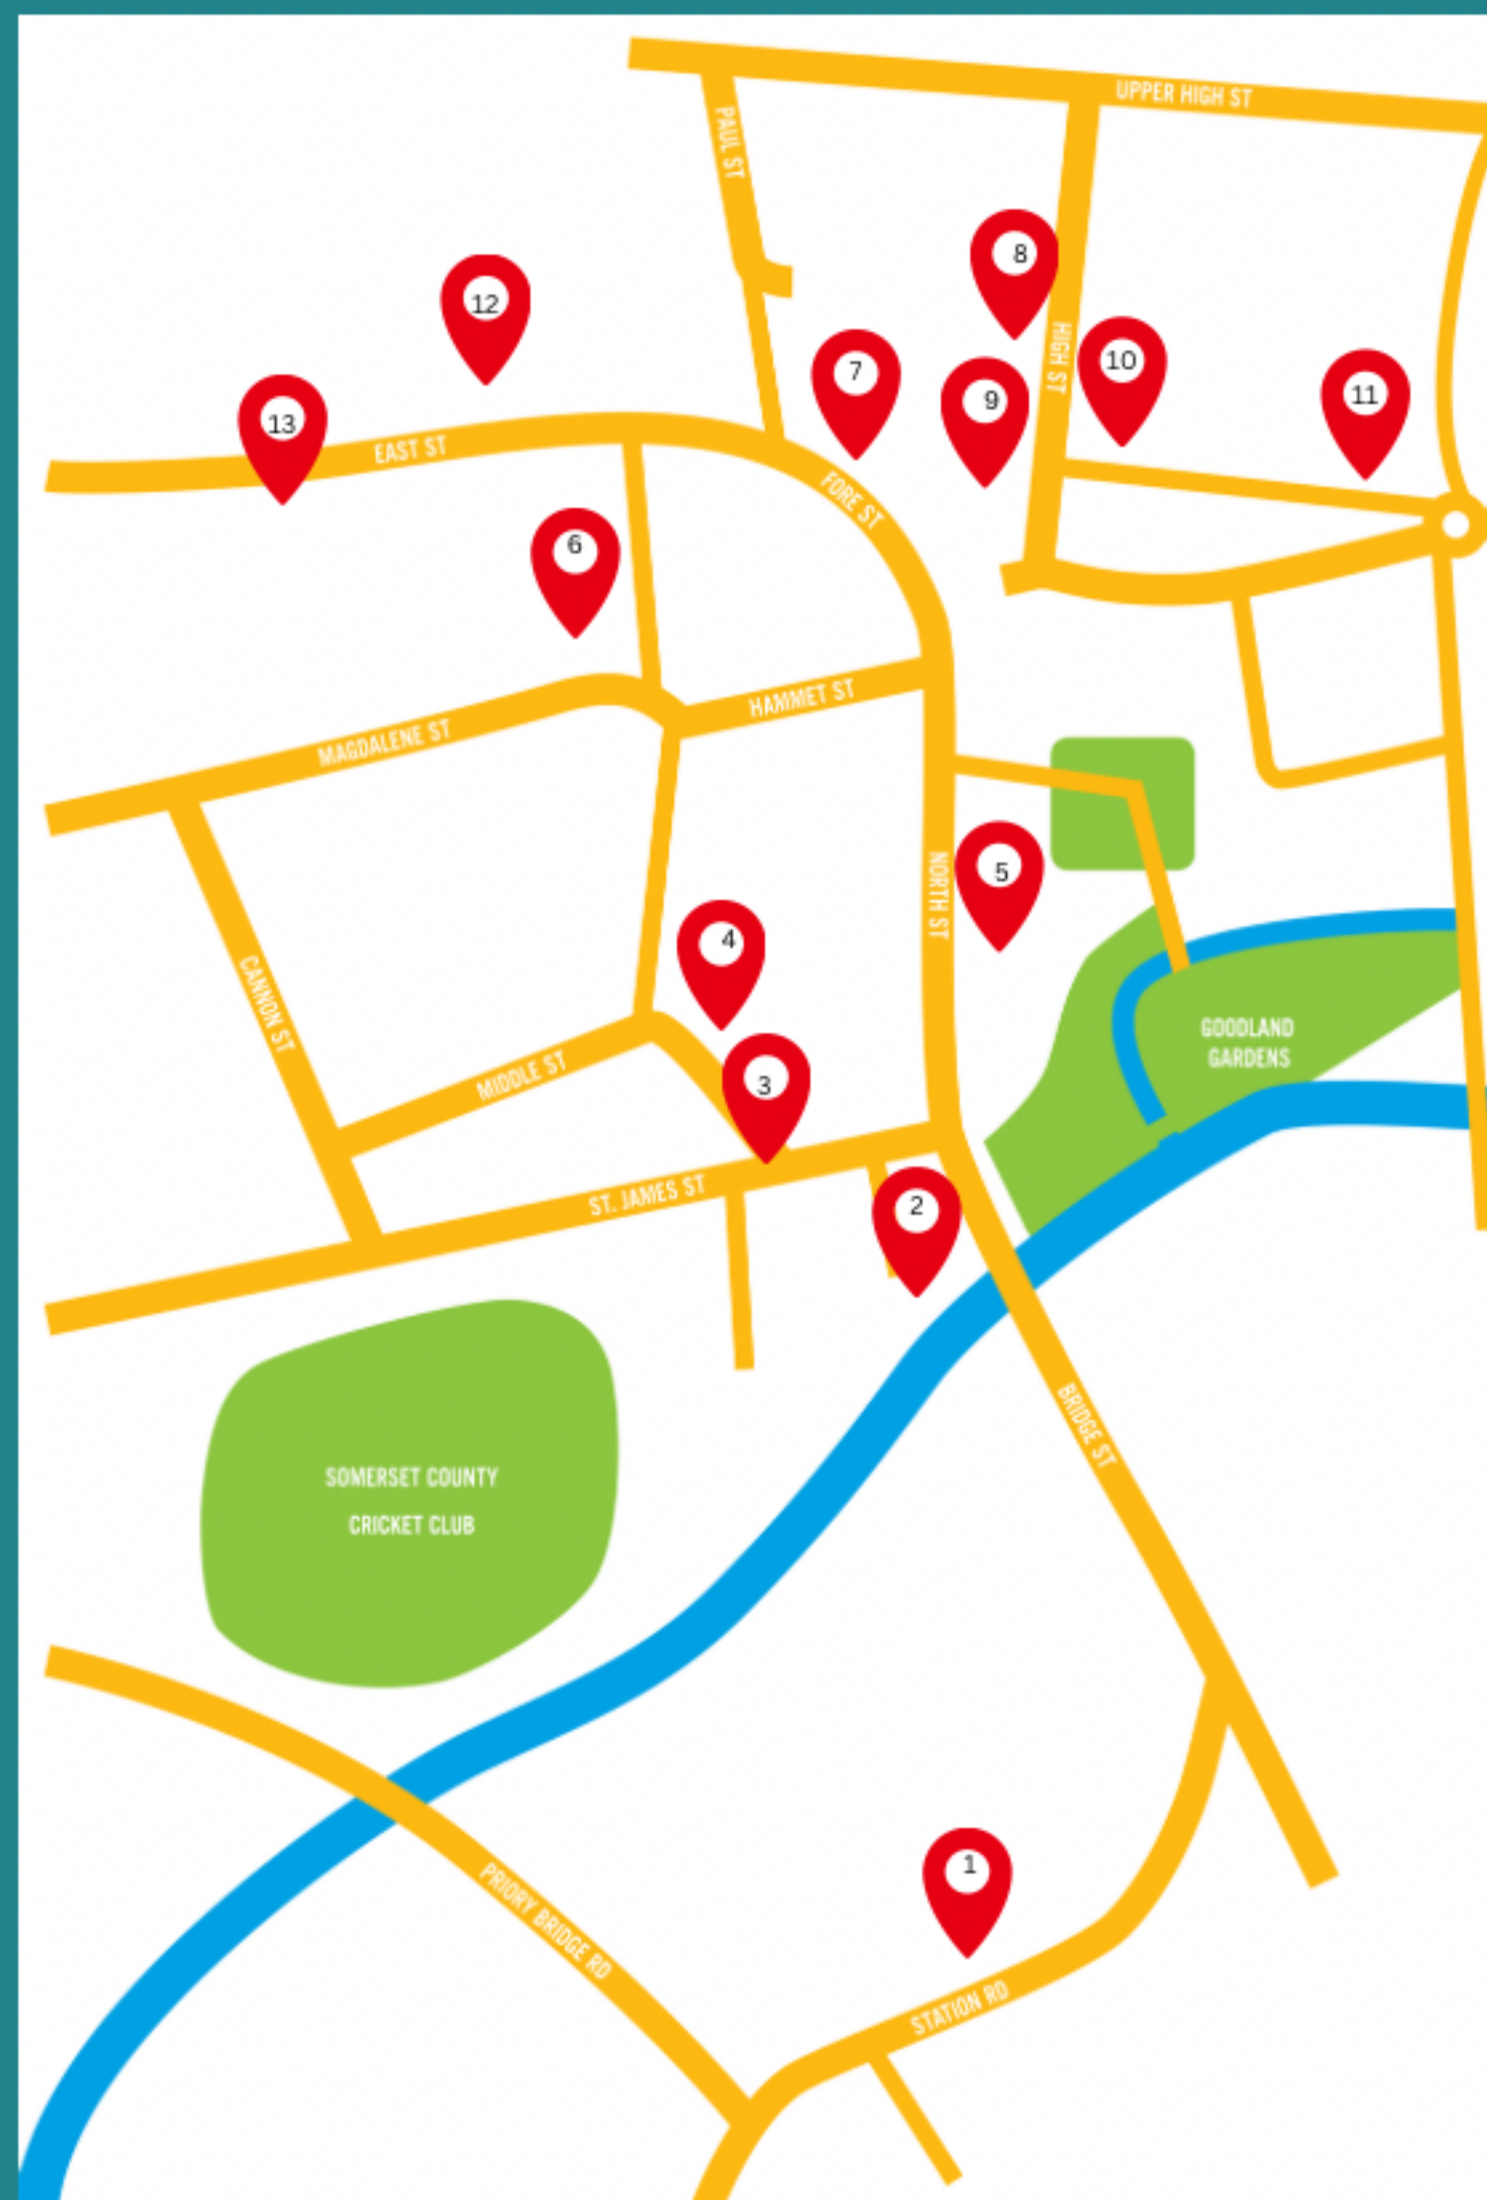 UPPER HIGH ST
PAUL ST
8
12
HIGH ST
10
7
11
9
13
EAST ST
FORE ST
6
HAMMET ST
MAGDALENE ST
5
NORTH ST
4
CANNON ST
GOODLAND
GARDENS
MIDDLE ST
3
ST. JAMES ST
2
BRIDGE ST
SOMERSET COUNTY
CRICKET CLUB
1
PRIORY BRIDGE RD
STATION RD